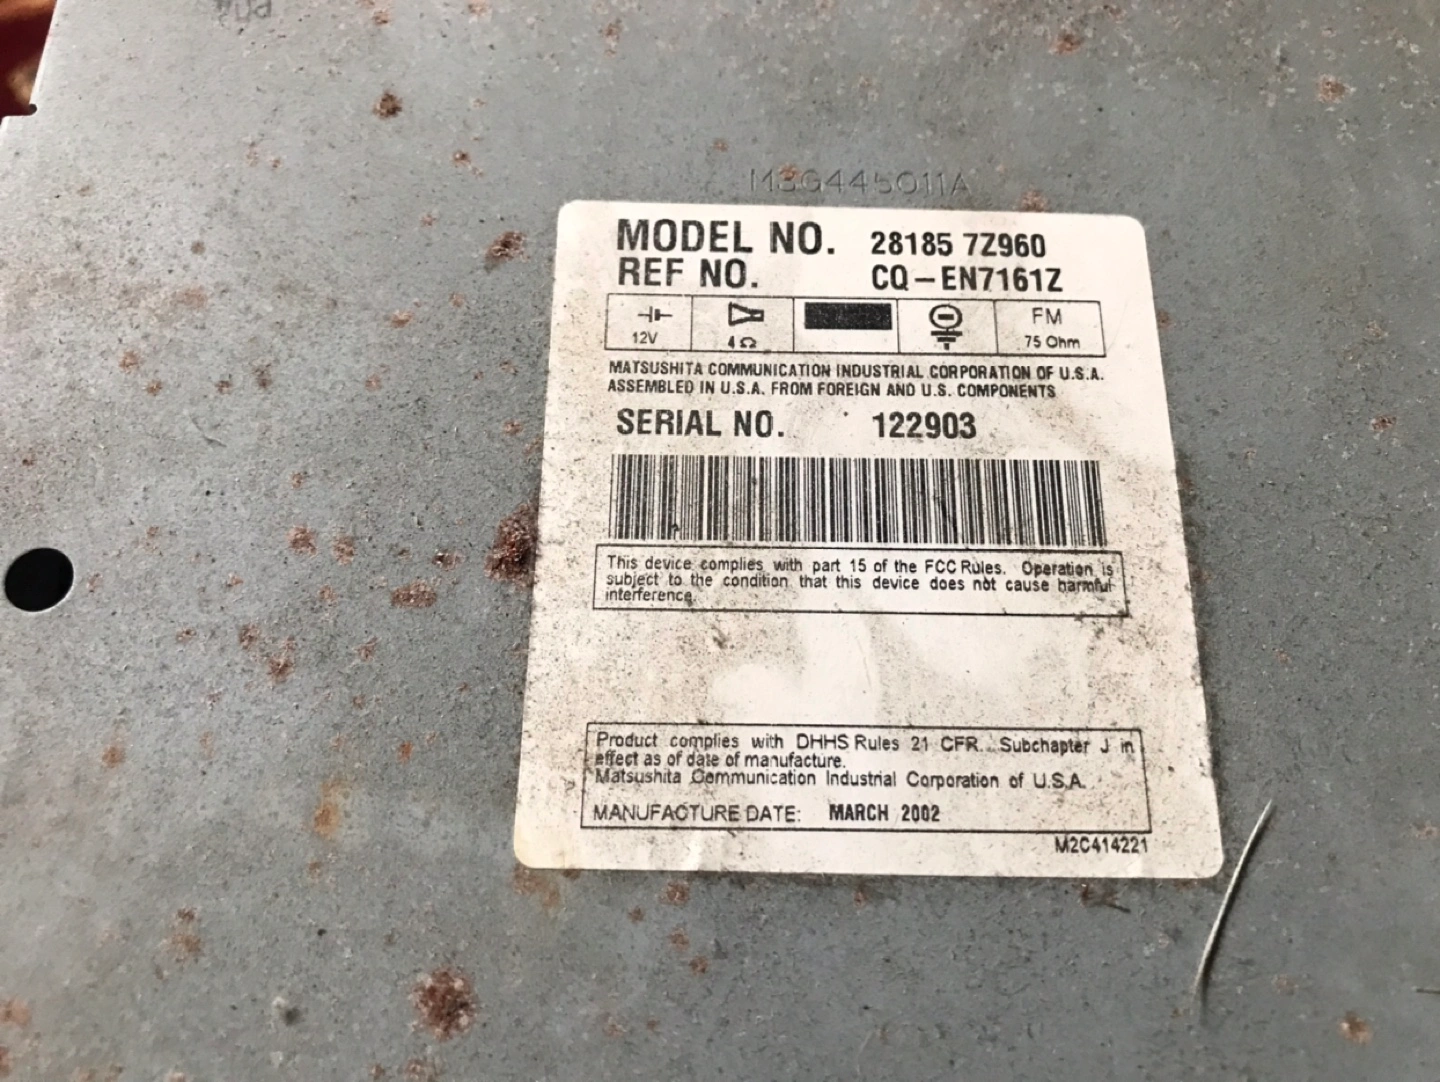 M3G445011A
MODEL NO. 28185 7Z960
REF NO. CQ-EN7161Z
12V
4Ω
FM
75 Ohm
MATSUSHITA COMMUNICATION INDUSTRIAL CORPORATION OF U.S.A.
ASSEMBLED IN U.S.A. FROM FOREIGN AND U.S. COMPONENTS
SERIAL NO. 122903
This device complies with part 15 of the FCC Rules. Operation is
subject to the condition that this device does not cause harmful
interference.
Product complies with DHHS Rules 21 CFR. Subchapter J in
effect as of date of manufacture.
Matsushita Communication Industrial Corporation of U.S.A.
MANUFACTURE DATE: MARCH 2002
M2C414221